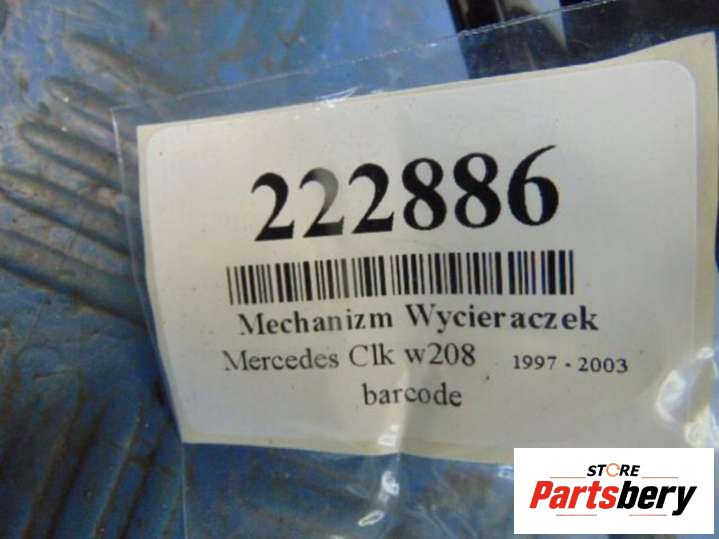 222886
Mechanizm Wycieraczek
Mercedes Clk w208 1997 - 2003
barcode
STORE
Partsbery